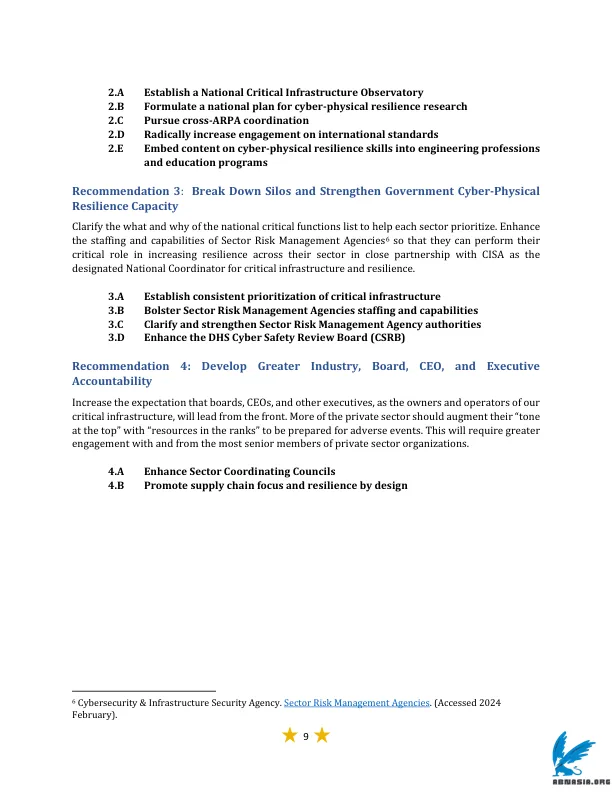 2.A Establish a National Critical Infrastructure Observatory
2.B Formulate a national plan for cyber-physical resilience research
2.C Pursue cross-ARPA coordination
2.D Radically increase engagement on international standards
2.E Embed content on cyber-physical resilience skills into engineering professions
and education programs
Recommendation 3: Break Down Silos and Strengthen Government Cyber-Physical
Resilience Capacity
Clarify the what and why of the national critical functions list to help each sector prioritize. Enhance
the staffing and capabilities of Sector Risk Management Agencies⁶ so that they can perform their
critical role in increasing resilience across their sector in close partnership with CISA as the
designated National Coordinator for critical infrastructure and resilience.
3.A Establish consistent prioritization of critical infrastructure
3.B Bolster Sector Risk Management Agencies staffing and capabilities
3.C Clarify and strengthen Sector Risk Management Agency authorities
3.D Enhance the DHS Cyber Safety Review Board (CSRB)
Recommendation 4: Develop Greater Industry, Board, CEO, and Executive
Accountability
Increase the expectation that boards, CEOs, and other executives, as the owners and operators of our
critical infrastructure, will lead from the front. More of the private sector should augment their “tone
at the top” with “resources in the ranks” to be prepared for adverse events. This will require greater
engagement with and from the most senior members of private sector organizations.
4.A Enhance Sector Coordinating Councils
4.B Promote supply chain focus and resilience by design
⁶ Cybersecurity & Infrastructure Security Agency. Sector Risk Management Agencies. (Accessed 2024
February).
9
ABNASIA.ORG